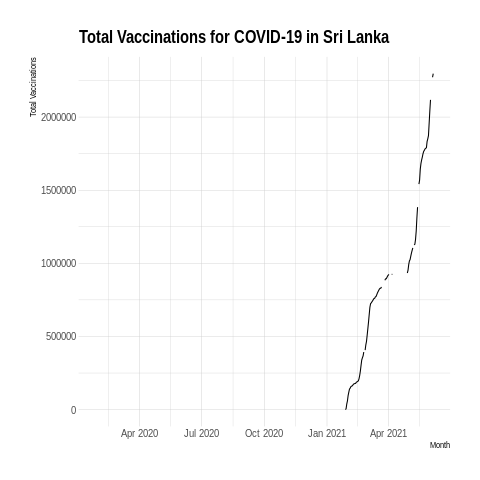 Total Vaccinations for COVID-19 in Sri Lanka
Total Vaccinations
2000000
1500000
1000000
500000
0
Apr 2020 Jul 2020 Oct 2020 Jan 2021 Apr 2021
Month